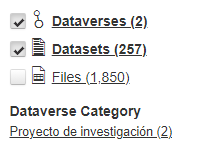 Dataverses (2)
Datasets (257)
Files (1,850)
Dataverse Category
Proyecto de investigación (2)